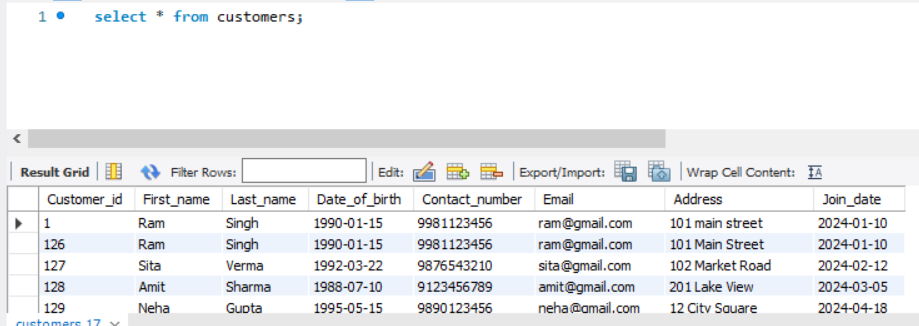 1 select * from customers;
Result Grid Filter Rows: Edit: Export/Import: Wrap Cell Content:
Customer_id First_name Last_name Date_of_birth Contact_number Email Address Join_date
1 Ram Singh 1990-01-15 9981123456 ram@gmail.com 101 main street 2024-01-10
126 Ram Singh 1990-01-15 9981123456 ram@gmail.com 101 Main Street 2024-01-10
127 Sita Verma 1992-03-22 9876543210 sita@gmail.com 102 Market Road 2024-02-12
128 Amit Sharma 1988-07-10 9123456789 amit@gmail.com 201 Lake View 2024-03-05
129 Neha Gupta 1995-05-15 9890123456 neha@gmail.com 12 City Square 2024-04-18
customers 17